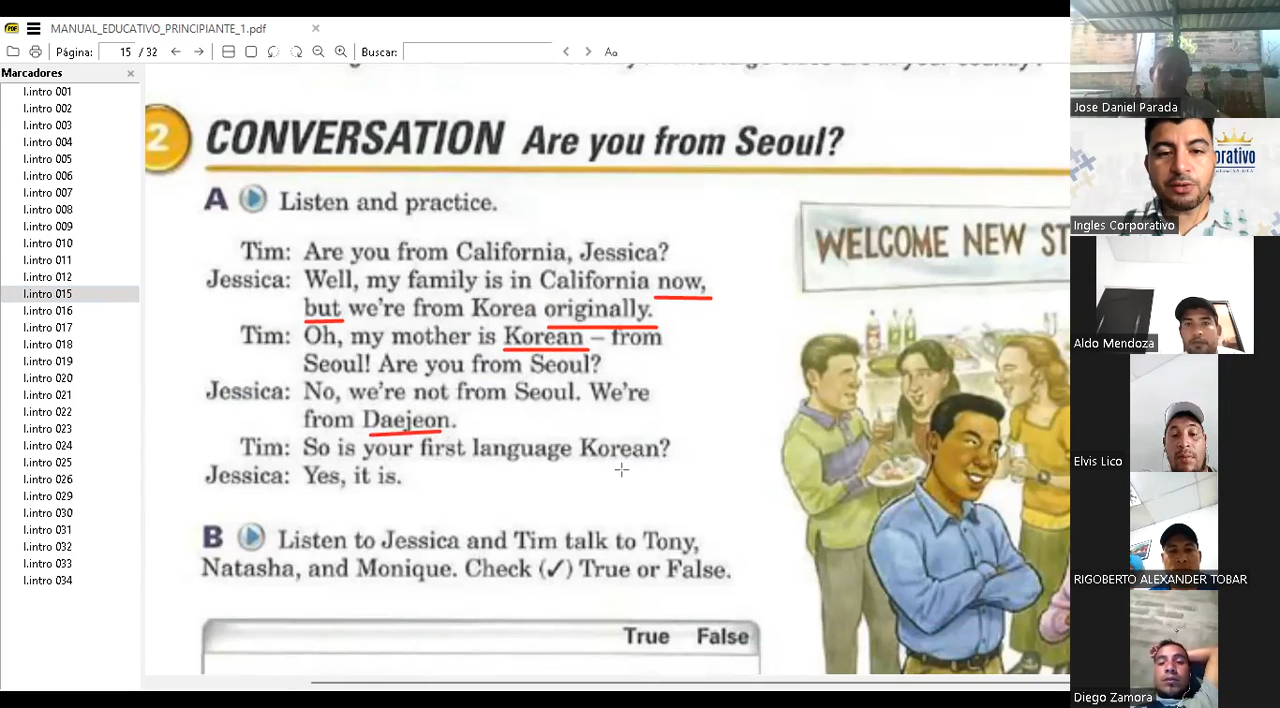 MANUAL_EDUCATIVO_PRINCIPIANTE_1.pdf
Página: 15 / 32
Buscar:
Aa
Marcadores
I.intro 001
I.intro 002
I.intro 003
I.intro 004
I.intro 005
I.intro 006
I.intro 007
I.intro 008
I.intro 009
I.intro 010
I.intro 011
I.intro 012
I.intro 015
I.intro 016
I.intro 017
I.intro 018
I.intro 019
I.intro 020
I.intro 021
I.intro 022
I.intro 023
I.intro 024
I.intro 025
I.intro 026
I.intro 029
I.intro 030
I.intro 031
I.intro 032
I.intro 033
I.intro 034
2 CONVERSATION Are you from Seoul?
A Listen and practice.
Tim: Are you from California, Jessica?
Jessica: Well, my family is in California now,
but we're from Korea originally.
Tim: Oh, my mother is Korean – from
Seoul! Are you from Seoul?
Jessica: No, we're not from Seoul. We're
from Daejeon.
Tim: So is your first language Korean?
Jessica: Yes, it is.
B Listen to Jessica and Tim talk to Tony,
Natasha, and Monique. Check (✓) True or False.
True False
WELCOME NEW ST
Jose Daniel Parada
orativo
Ingles Corporativo
Aldo Mendoza
Elvis Lico
RIGOBERTO ALEXANDER TOBAR
Diego Zamora